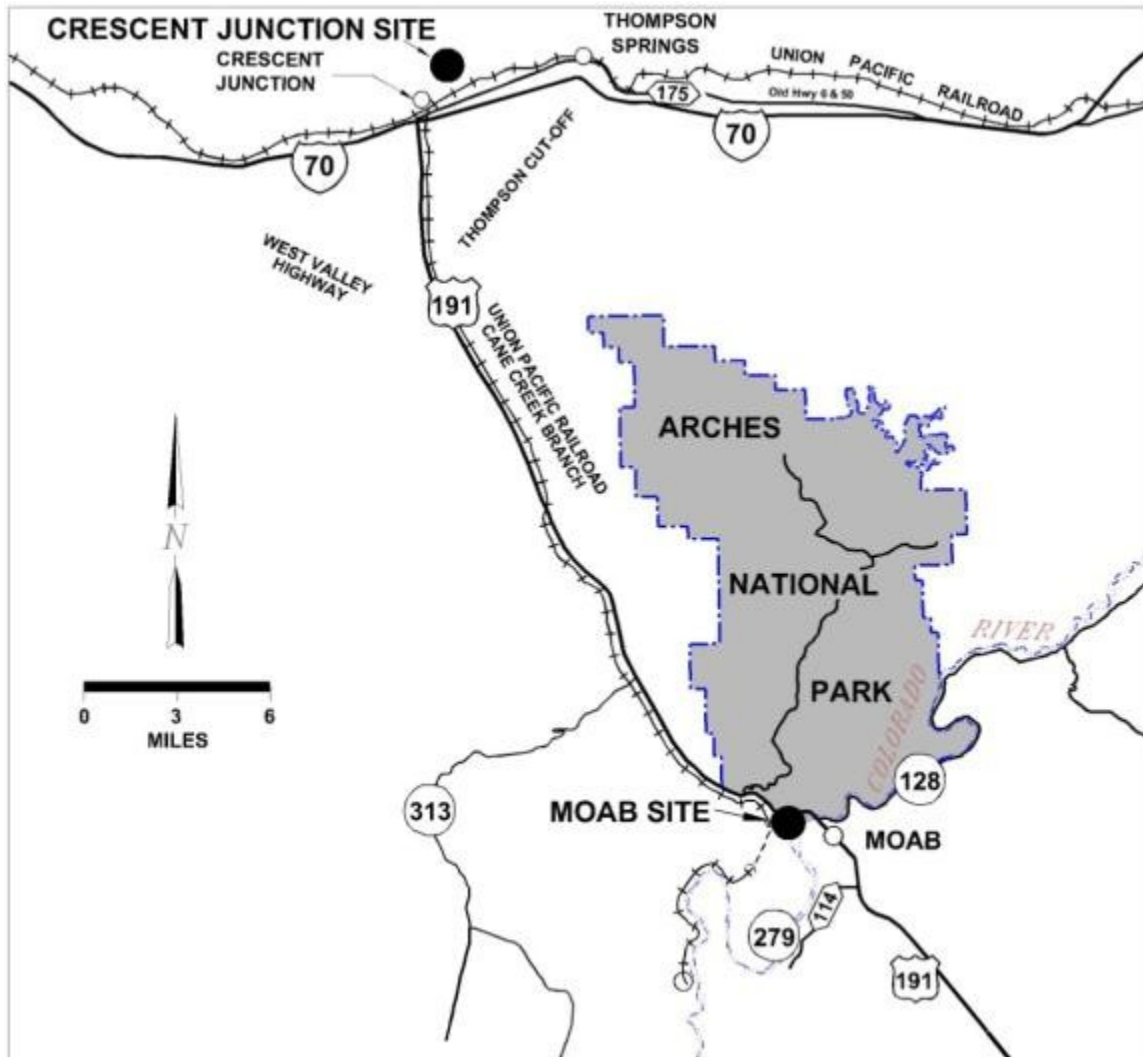 CRESCENT JUNCTION SITE
THOMPSON
SPRINGS
CRESCENT
JUNCTION
UNION PACIFIC RAILROAD
175
Old Hwy 6 & 50
70
70
THOMPSON CUT-OFF
WEST VALLEY
HIGHWAY
191
UNION PACIFIC RAILROAD
CANE CREEK BRANCH
ARCHES
N
NATIONAL
RIVER
PARK
COLORADO
0 3 6
MILES
128
313
MOAB SITE
MOAB
114
279
191